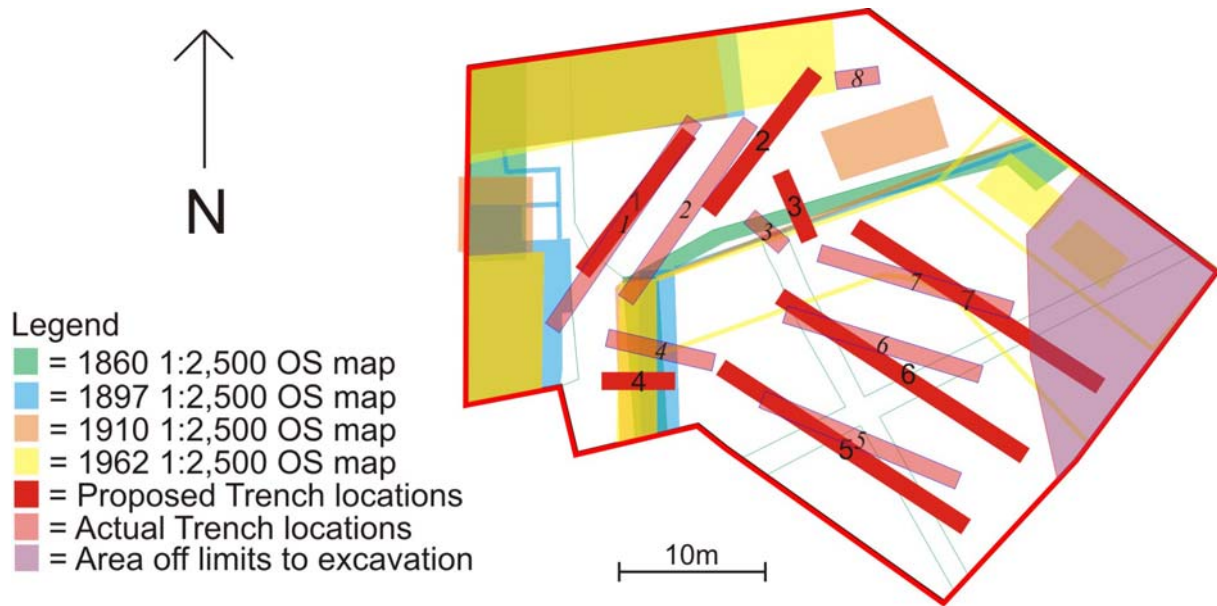 N
Legend
= 1860 1:2,500 OS map
= 1897 1:2,500 OS map
= 1910 1:2,500 OS map
= 1962 1:2,500 OS map
= Proposed Trench locations
= Actual Trench locations
= Area off limits to excavation
8
2
1
1
2
3
3
7
7
4
6
6
4
5
5
10m